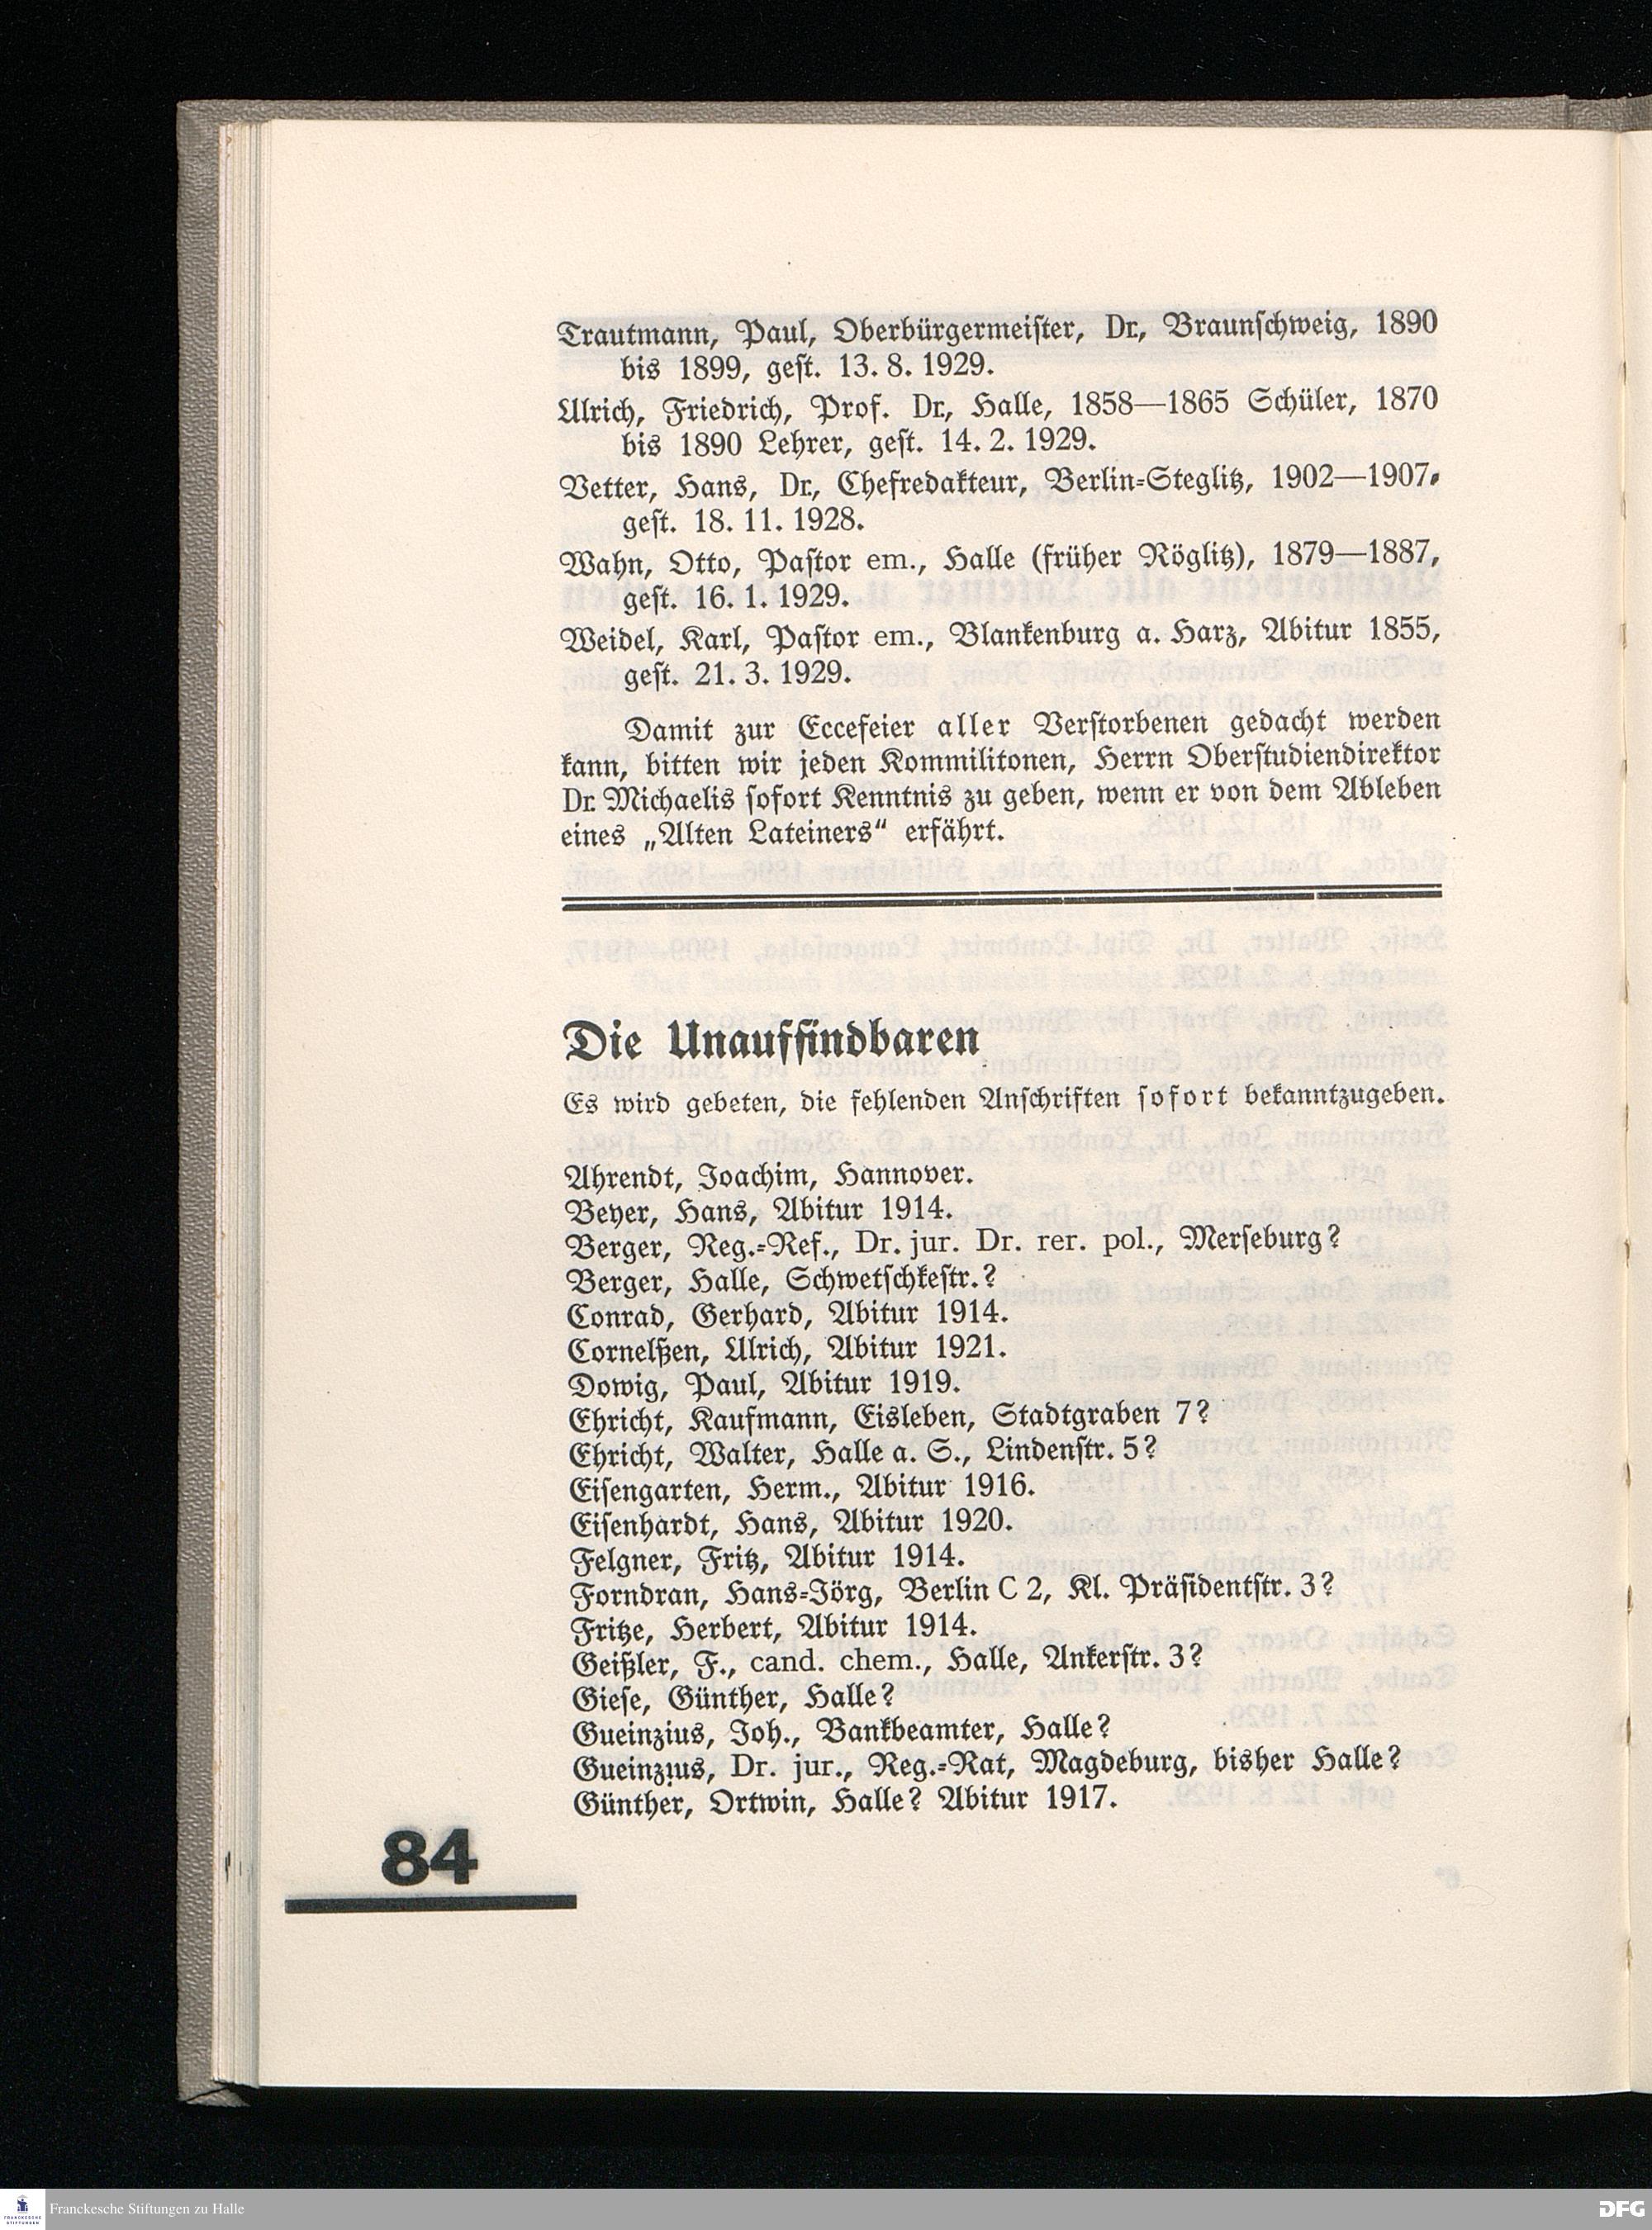 Trautmann, Paul, Oberbürgermeister, Dr., Braunschweig, 1890
bis 1899, gest. 13. 8. 1929.
Ulrich, Friedrich, Prof. Dr., Halle, 1858—1865 Schüler, 1870
bis 1890 Lehrer, gest. 14. 2. 1929.
Vetter, Hans, Dr., Chefredakteur, Berlin-Steglitz, 1902—1907,
gest. 18. 11. 1928.
Wahn, Otto, Pastor em., Halle (früher Röglitz), 1879—1887,
gest. 16. 1. 1929.
Weidel, Karl, Pastor em., Blankenburg a. Harz, Abitur 1855,
gest. 21. 3. 1929.
Damit zur Eccefeier aller Verstorbenen gedacht werden
kann, bitten wir jeden Kommilitonen, Herrn Oberstudiendirektor
Dr. Michaelis sofort Kenntnis zu geben, wenn er von dem Ableben
eines „Alten Lateiners“ erfährt.
Die Unauffindbaren
Es wird gebeten, die fehlenden Anschriften sofort bekanntzugeben.
Ahrendt, Joachim, Hannover.
Beyer, Hans, Abitur 1914.
Berger, Reg.-Ref., Dr. jur. Dr. rer. pol., Merseburg?
Berger, Halle, Schwetschkestr.?
Conrad, Gerhard, Abitur 1914.
Cornelßen, Ulrich, Abitur 1921.
Dowig, Paul, Abitur 1919.
Ehricht, Kaufmann, Eisleben, Stadtgraben 7?
Ehricht, Walter, Halle a. S., Lindenstr. 5?
Eisengarten, Herm., Abitur 1916.
Eisenhardt, Hans, Abitur 1920.
Felgner, Fritz, Abitur 1914.
Forndran, Hans-Jörg, Berlin C 2, Kl. Präsidentstr. 3?
Fritze, Herbert, Abitur 1914.
Geißler, F., cand. chem., Halle, Ankerstr. 3?
Giese, Günther, Halle?
Gueinzius, Joh., Bankbeamter, Halle?
Gueinzius, Dr. jur., Reg.-Rat, Magdeburg, bisher Halle?
Günther, Ortwin, Halle? Abitur 1917.
84
Franckesche Stiftungen zu Halle
DFG